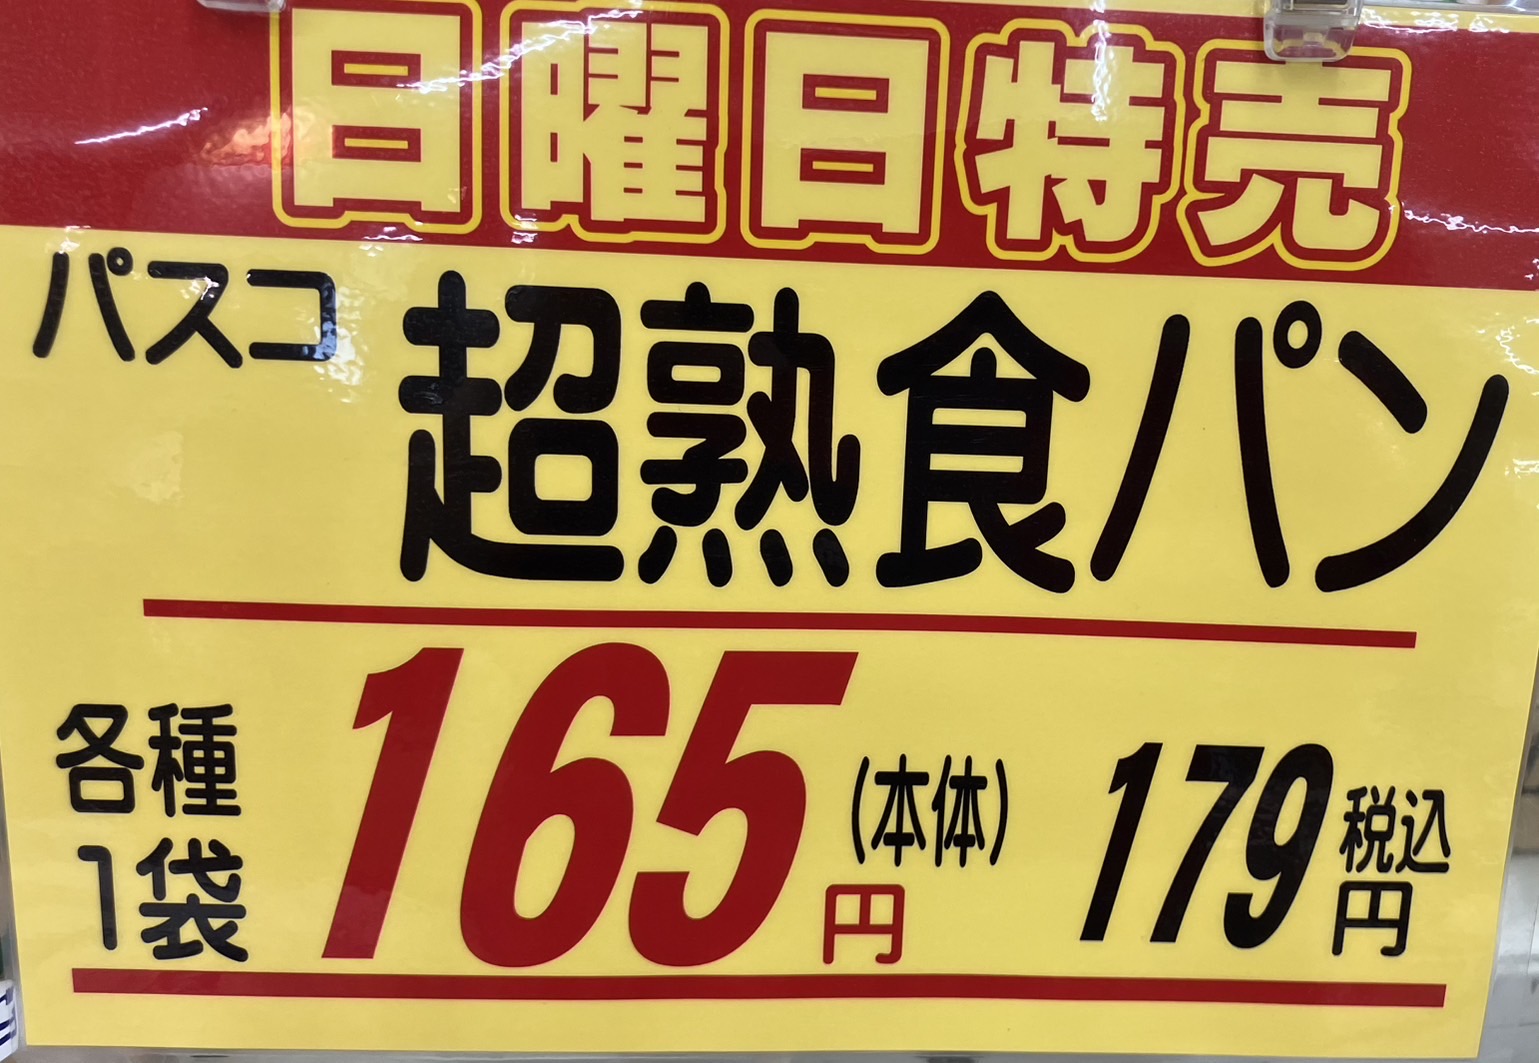 日曜日特売
パスコ
超熟食パン
各種
1袋
165円
(本体)
179円
税込